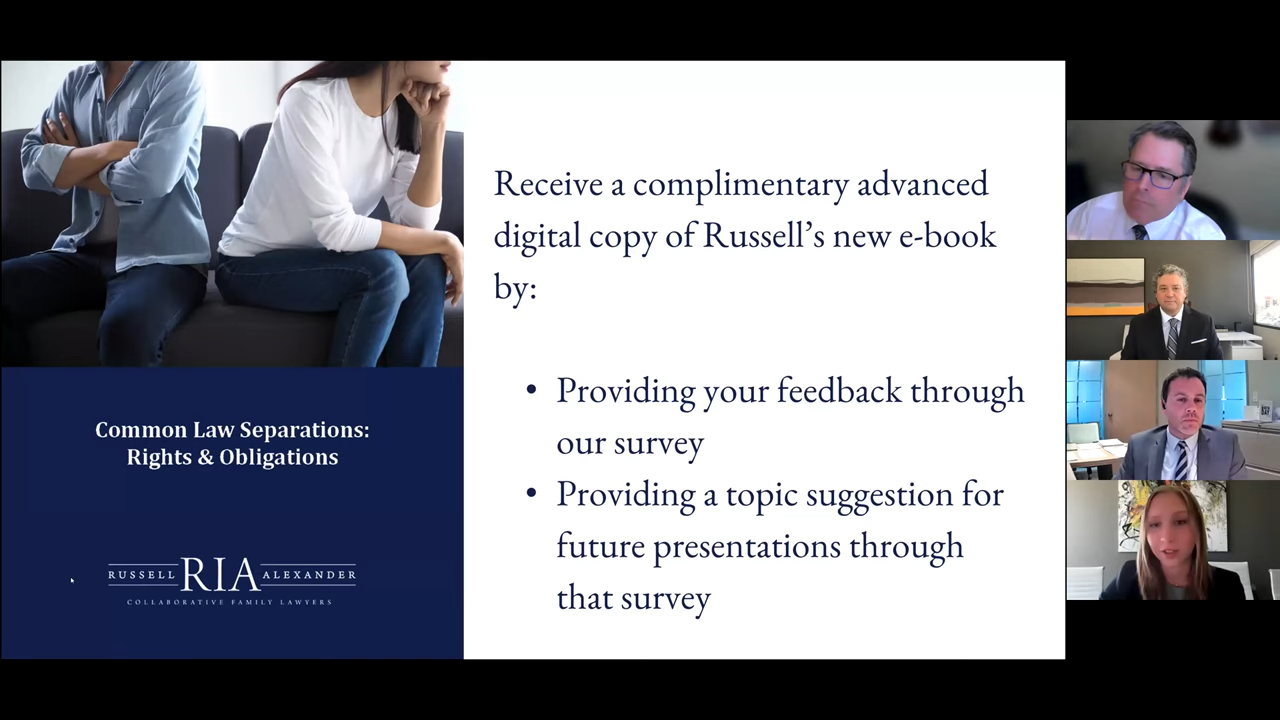 Receive a complimentary advanced
digital copy of Russell’s new e-book
by:
• Providing your feedback through
our survey
• Providing a topic suggestion for
future presentations through
that survey
Common Law Separations:
Rights & Obligations
RUSSELL RIA ALEXANDER
COLLABORATIVE FAMILY LAWYERS